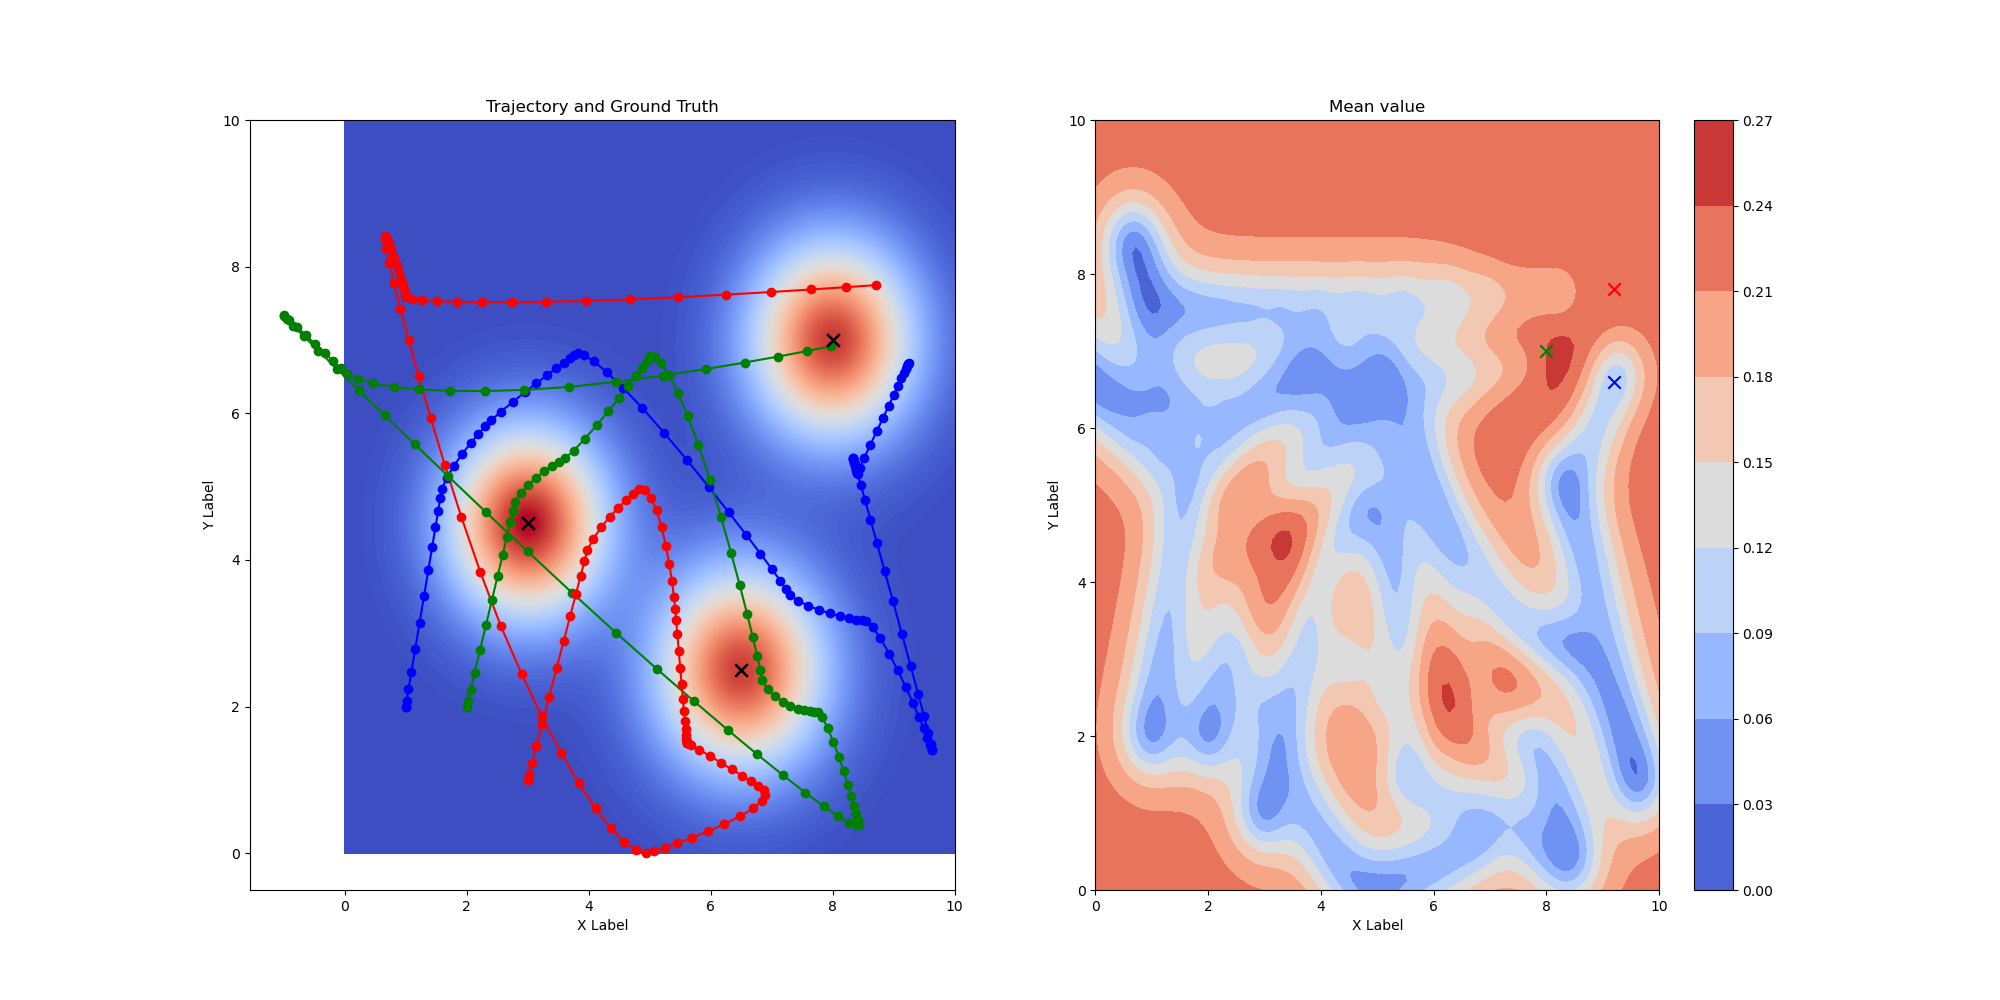 Trajectory and Ground Truth
10
8
6
4
2
0
Y Label
0 2 4 6 8 10
X Label
Mean value
10
8
6
4
2
0
Y Label
0 2 4 6 8 10
X Label
0.27
0.24
0.21
0.18
0.15
0.12
0.09
0.06
0.03
0.00